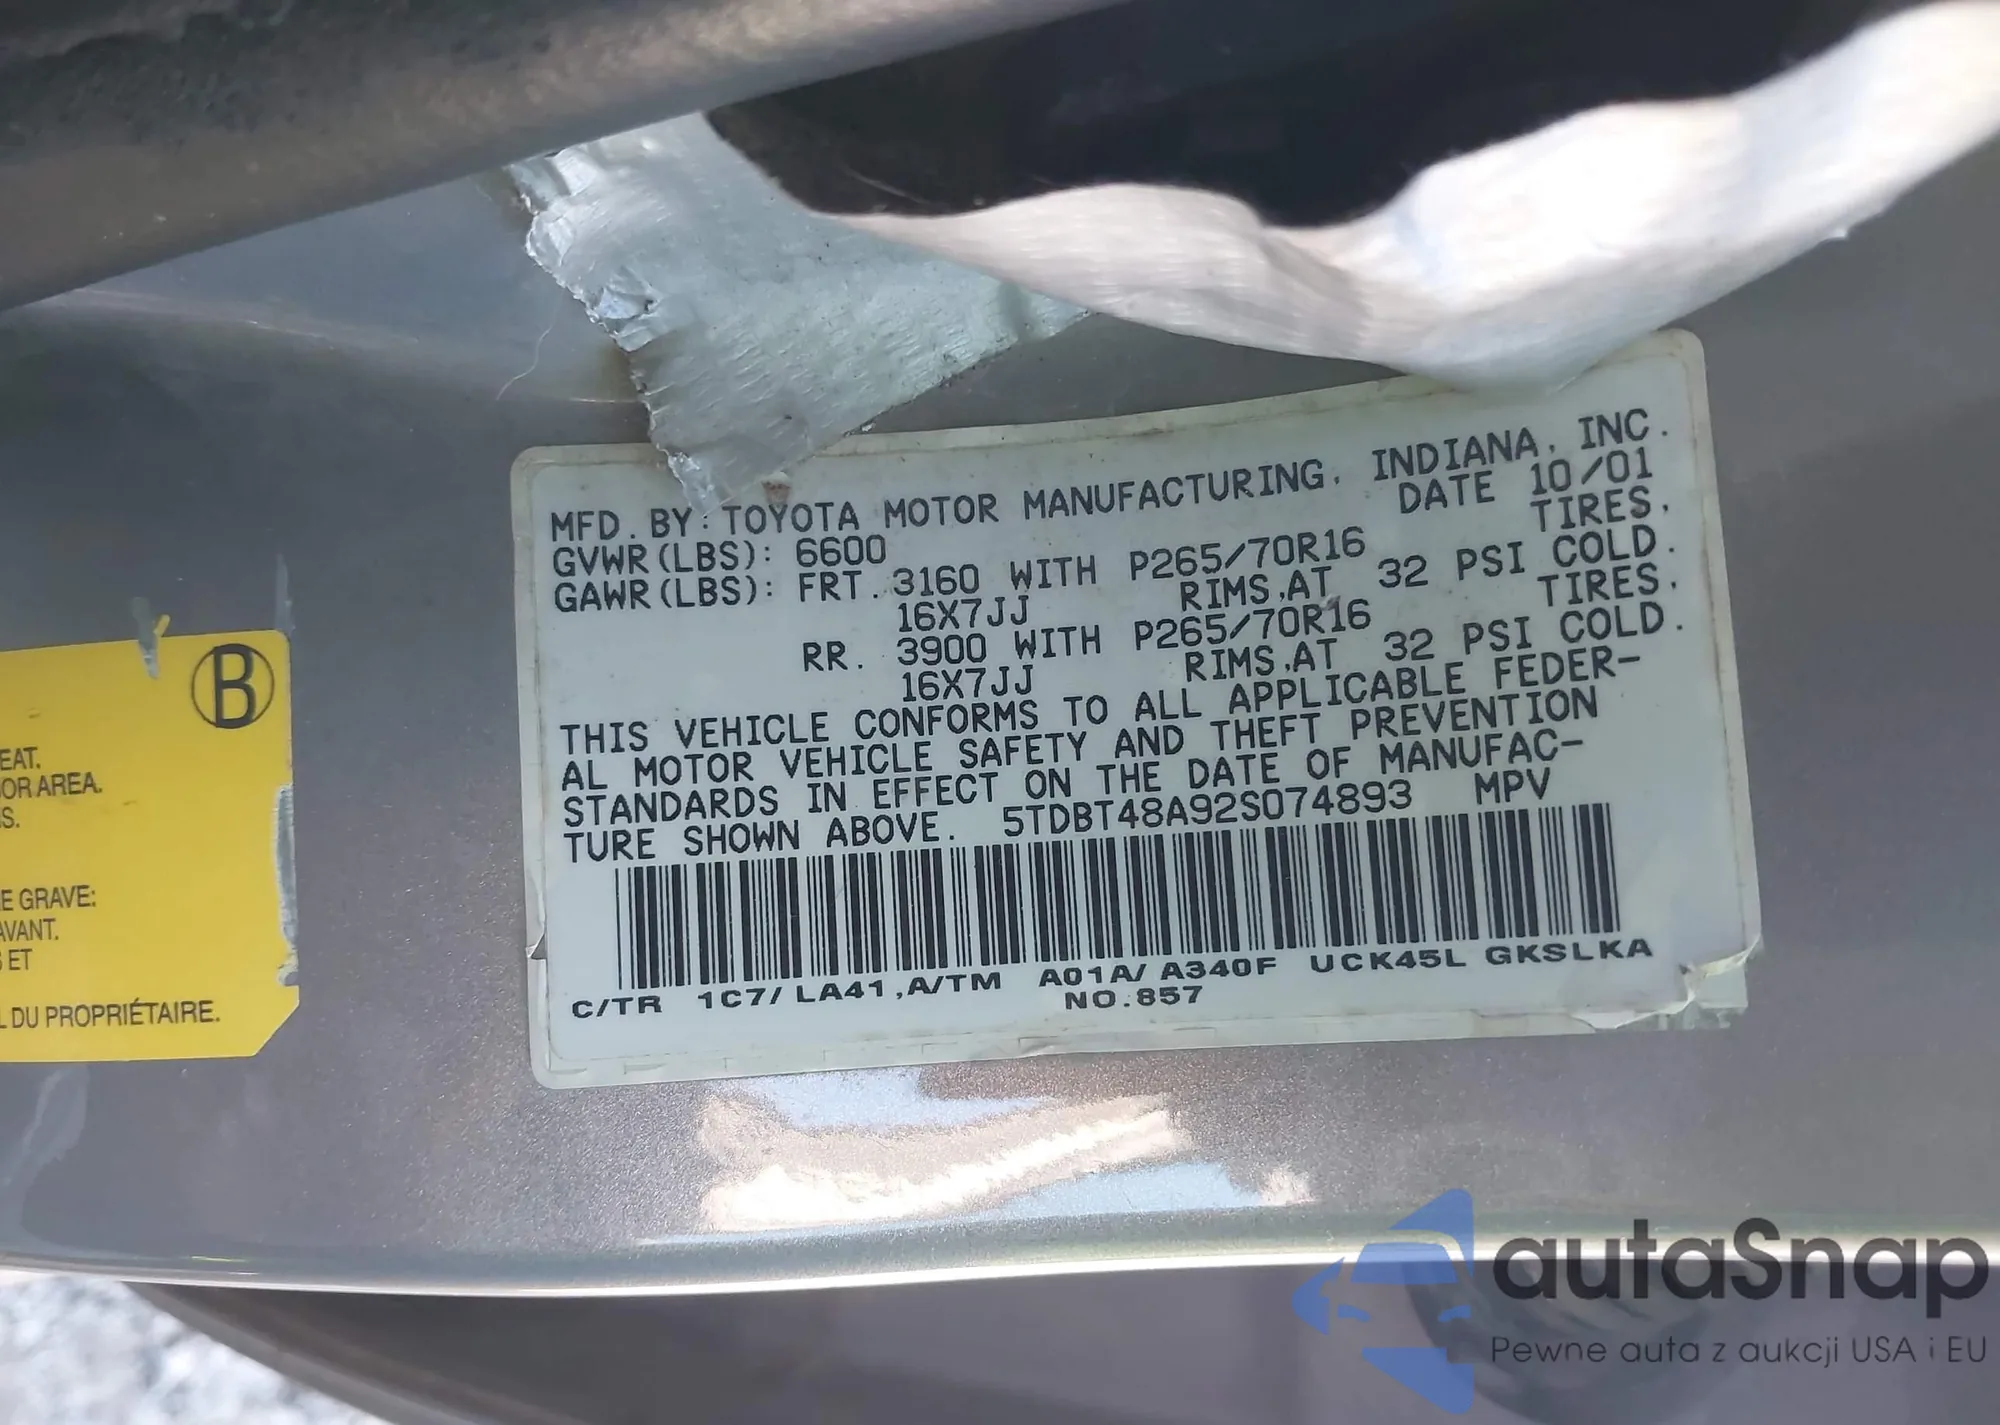 MFD. BY: TOYOTA MOTOR MANUFACTURING, INDIANA, INC.
DATE 10/01
GVWR(LBS): 6600
GAWR(LBS): FRT. 3160 WITH P265/70R16 TIRES,
16X7JJ RIMS,AT 32 PSI COLD.
RR. 3900 WITH P265/70R16 TIRES,
16X7JJ RIMS,AT 32 PSI COLD.
THIS VEHICLE CONFORMS TO ALL APPLICABLE FEDER-
AL MOTOR VEHICLE SAFETY AND THEFT PREVENTION
STANDARDS IN EFFECT ON THE DATE OF MANUFAC-
TURE SHOWN ABOVE. 5TDBT48A92S074893 MPV
C/TR 1C7/ LA41 ,A/TM A01A/ A340F UCK45L GKSLKA
NO.857
B
EAT.
OR AREA.
S.
E GRAVE:
AVANT.
ET
DU PROPRIÉTAIRE.
autaSnap
Pewne auta z aukcji USA i EU